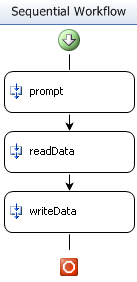 Sequential Workflow
prompt
readData
writeData